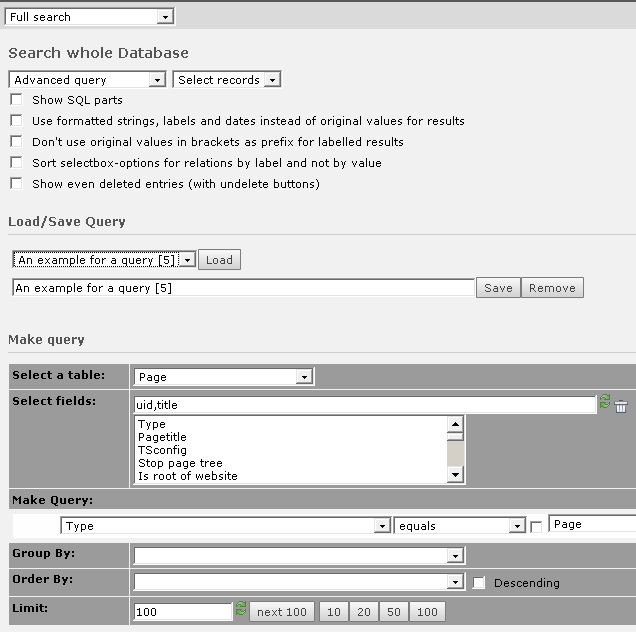 Full search
Search whole Database
Advanced query Select records
Show SQL parts
Use formatted strings, labels and dates instead of original values for results
Don't use original values in brackets as prefix for labelled results
Sort selectbox-options for relations by label and not by value
Show even deleted entries (with undelete buttons)
Load/Save Query
An example for a query [5] Load
An example for a query [5] Save Remove
Make query
Select a table: Page
Select fields: uid,title
Type
Pagetitle
TSconfig
Stop page tree
Is root of website
Make Query:
Type equals Page
Group By:
Order By: Descending
Limit: 100 next 100 10 20 50 100